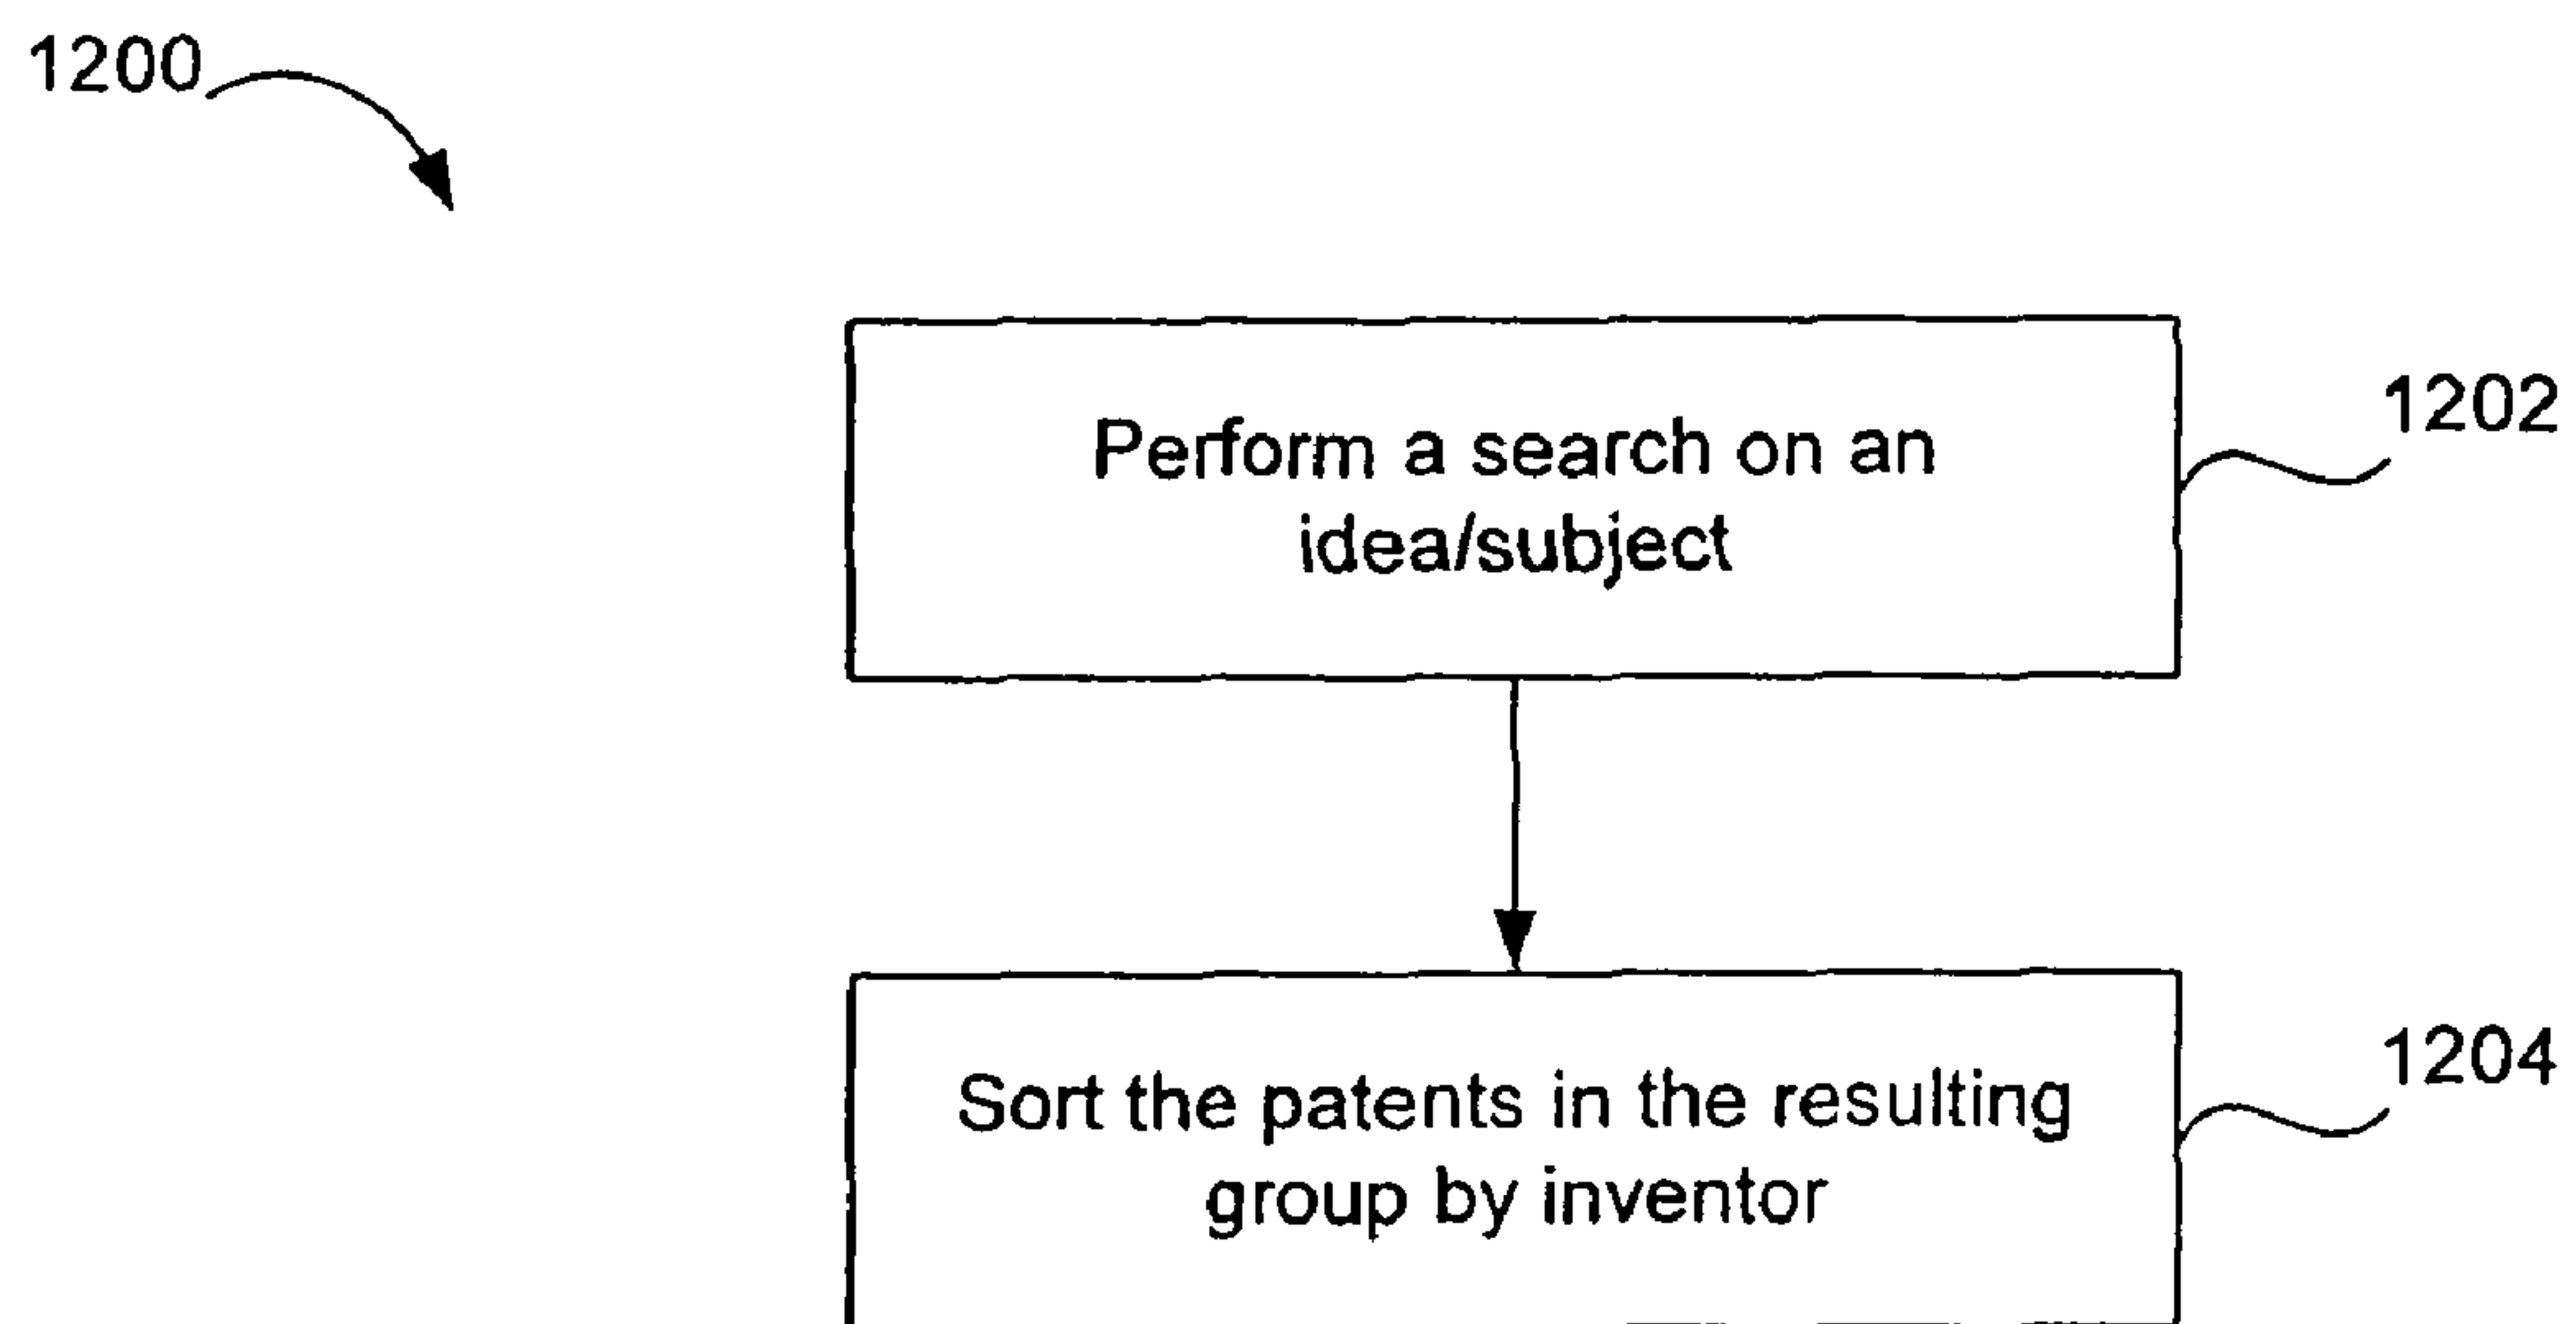 1200
Perform a search on an
idea/subject
1202
Sort the patents in the resulting
group by inventor
1204